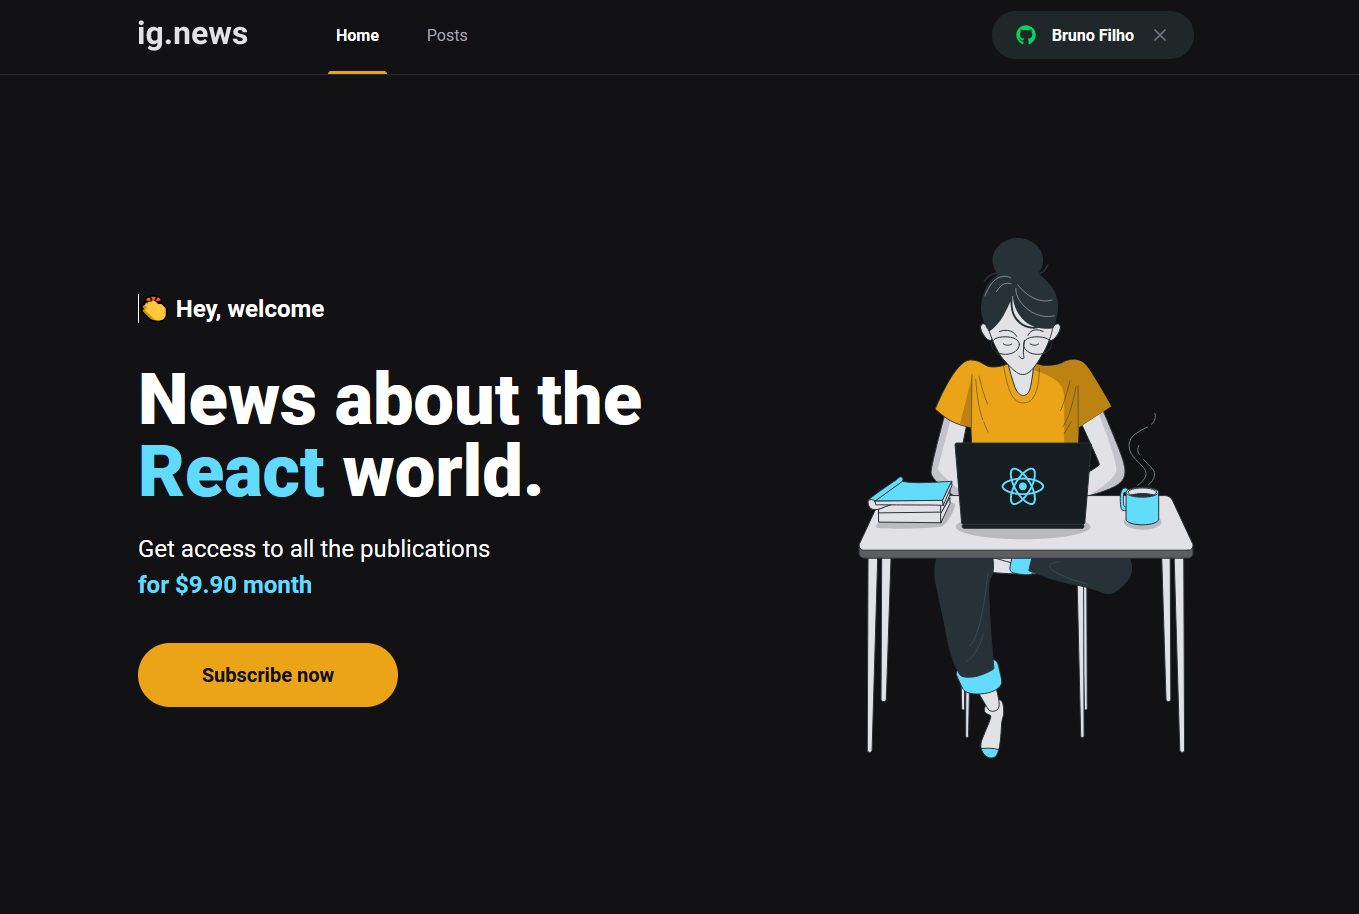 ig.news
Home
Posts
Bruno Filho
👏 Hey, welcome
News about the
React world.
Get access to all the publications
for $9.90 month
Subscribe now